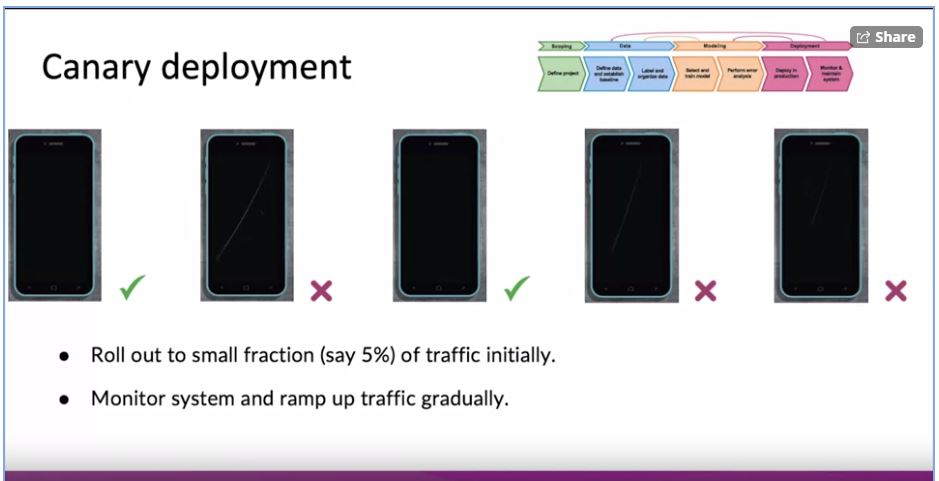 Share
Canary deployment
Scoping
Data
Modeling
Deployment
Define project
Define data
and establish
baseline
Label and
organize data
Select and
train model
Perform error
analysis
Deploy in
production
Monitor &
maintain
system
● Roll out to small fraction (say 5%) of traffic initially.
● Monitor system and ramp up traffic gradually.